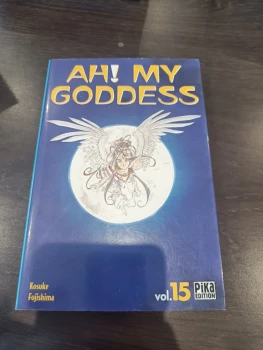 AH! MY
GODDESS
Kosuke
Fujishima
vol.15
PiKA
EDITION